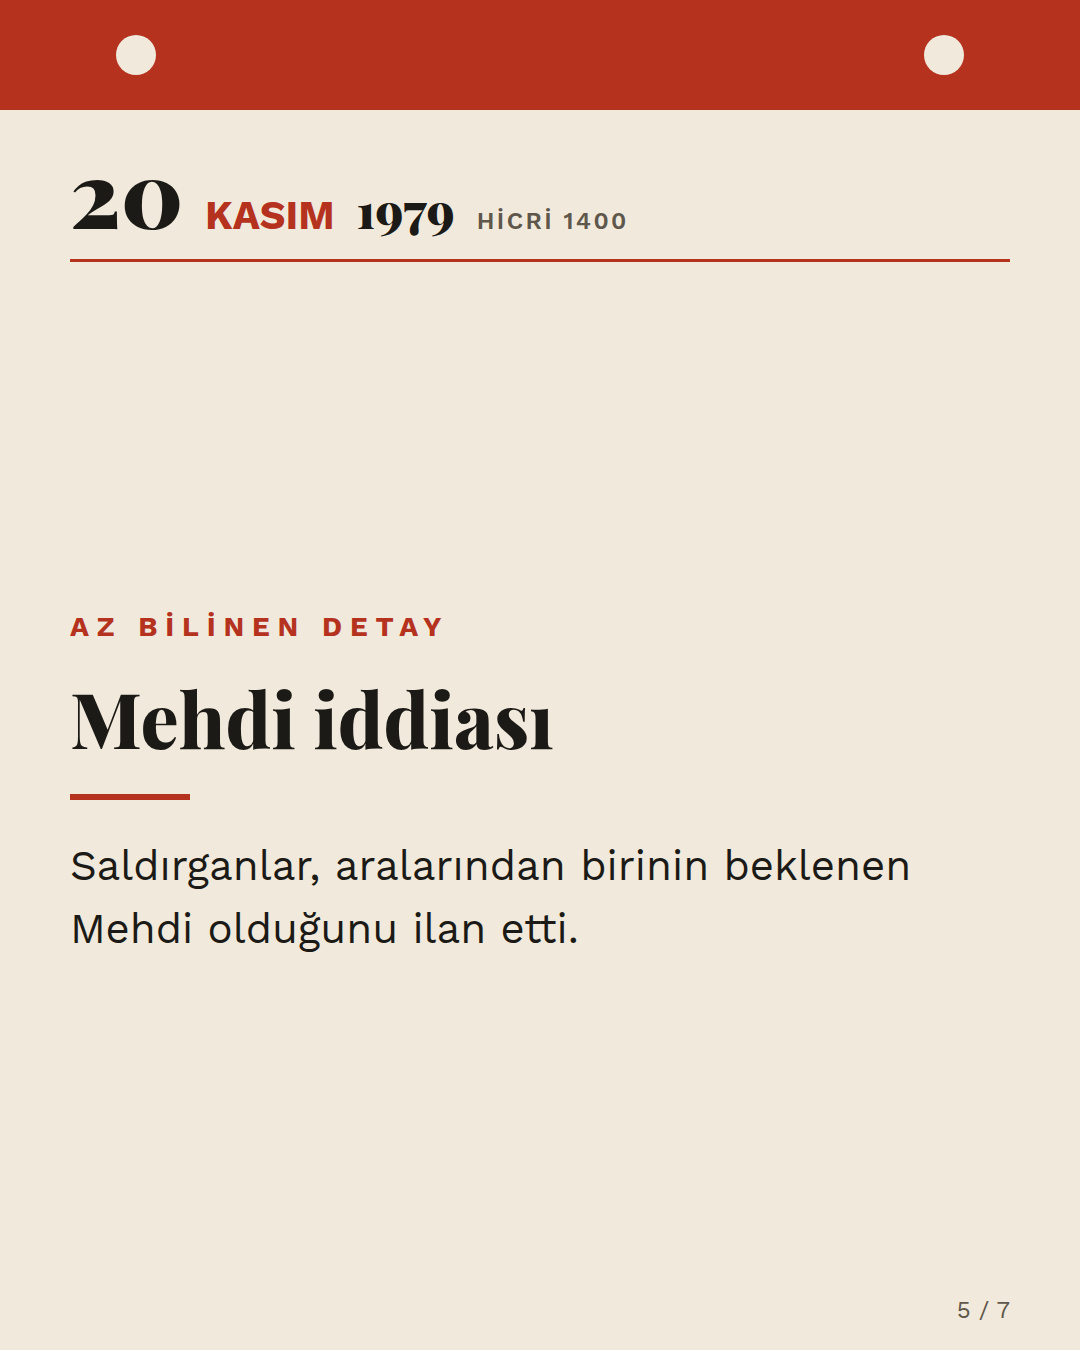 20 KASIM 1979 HİCRİ 1400
AZ BİLİNEN DETAY
Mehdi iddiası
Saldırganlar, aralarından birinin beklenen
Mehdi olduğunu ilan etti.
5 / 7